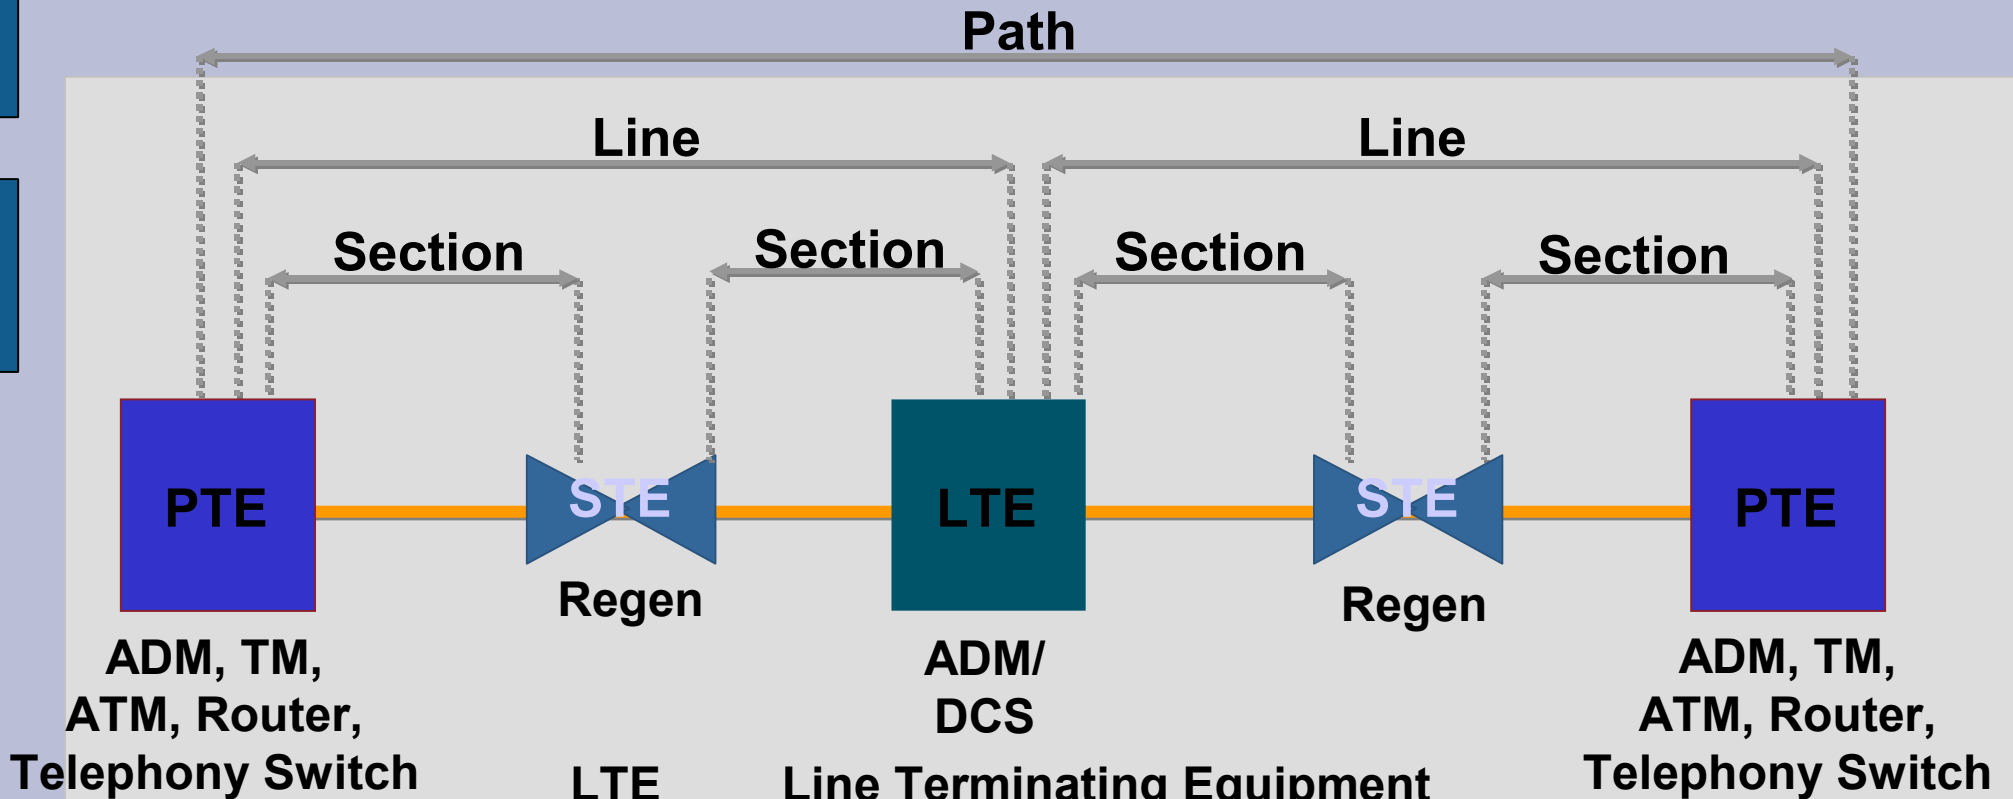 Path
Line
Line
Section
Section
Section
Section
PTE
STE
LTE
STE
PTE
Regen
Regen
ADM, TM,
ATM, Router,
Telephony Switch
ADM/
DCS
ADM, TM,
ATM, Router,
Telephony Switch
LTE Line Terminating Equipment